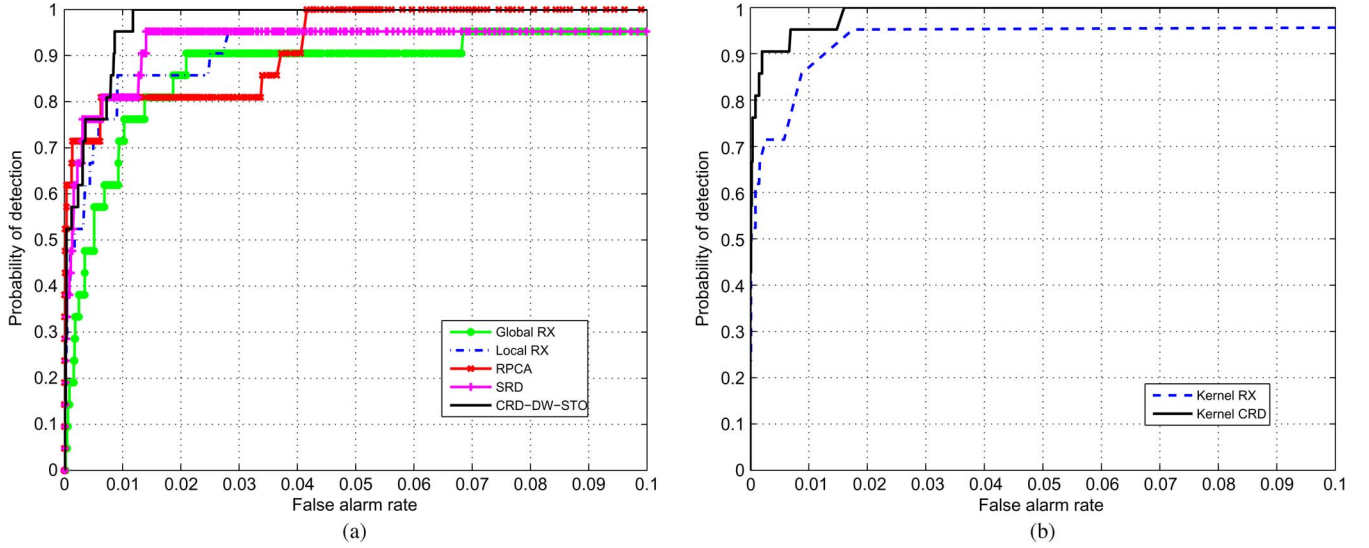 1
0.9
0.8
0.7
0.6
0.5
0.4
0.3
0.2
0.1
0
Probability of detection
0 0.01 0.02 0.03 0.04 0.05 0.06 0.07 0.08 0.09 0.1
False alarm rate
Global RX
Local RX
RPCA
SRD
CRD-DW-STO
(a)
1
0.9
0.8
0.7
0.6
0.5
0.4
0.3
0.2
0.1
0
Probability of detection
0 0.01 0.02 0.03 0.04 0.05 0.06 0.07 0.08 0.09 0.1
False alarm rate
Kernel RX
Kernel CRD
(b)